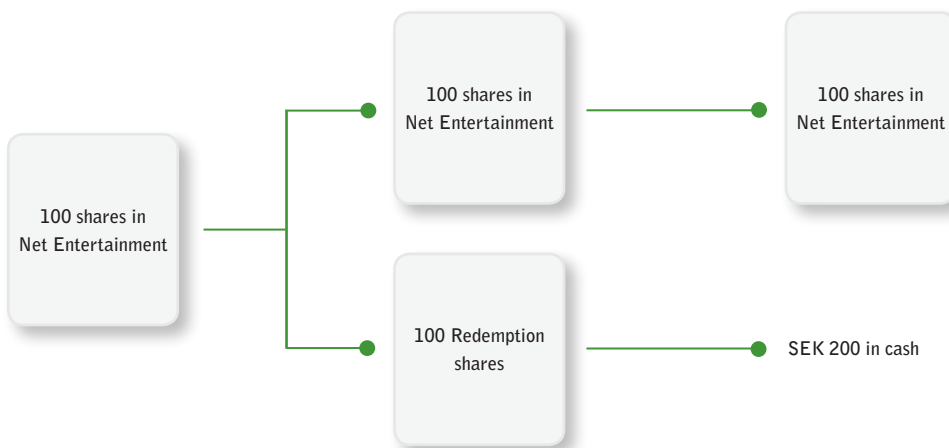 100 shares in
Net Entertainment
100 shares in
Net Entertainment
100 shares in
Net Entertainment
100 Redemption
shares
SEK 200 in cash